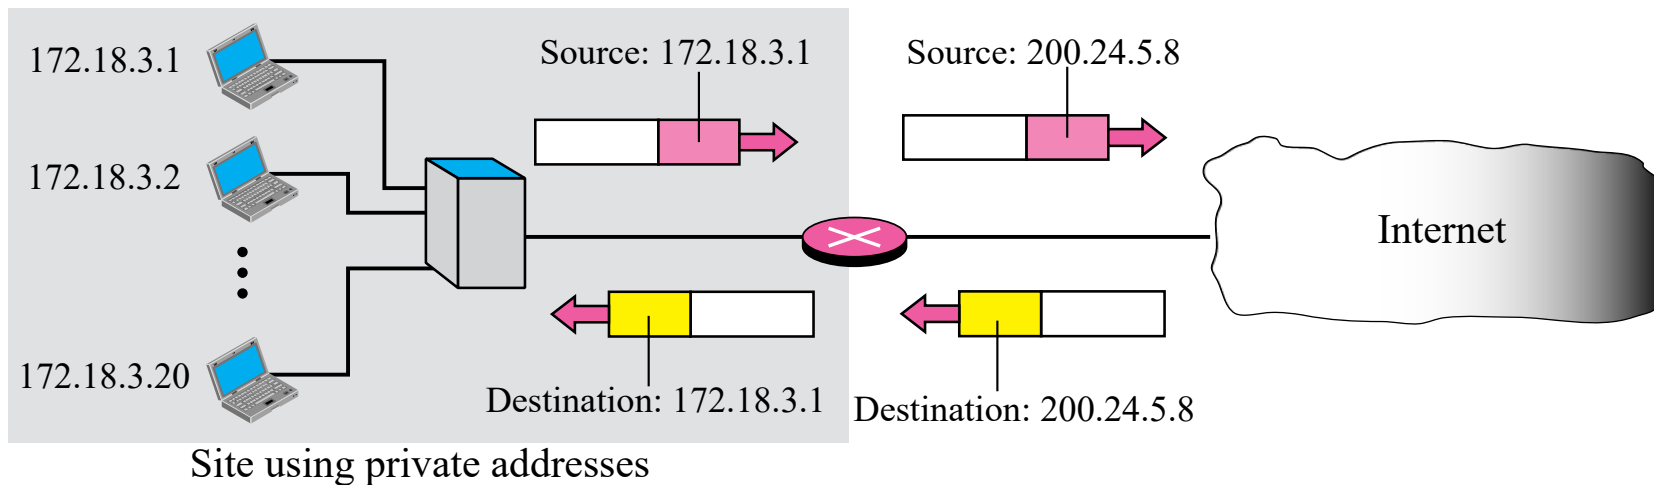 172.18.3.1
Source: 172.18.3.1
Source: 200.24.5.8
172.18.3.2
Internet
172.18.3.20
Destination: 172.18.3.1
Destination: 200.24.5.8
Site using private addresses